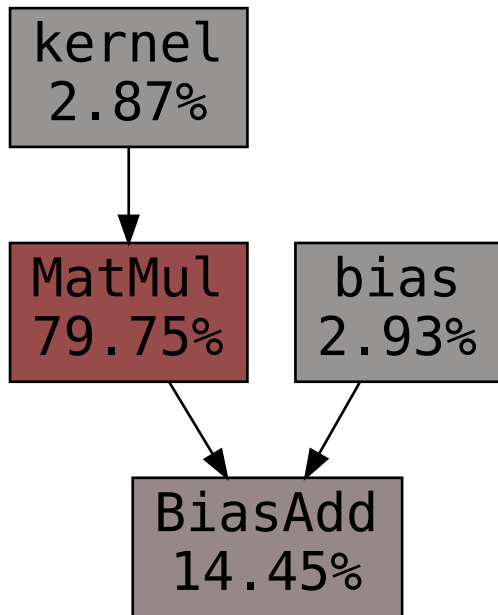 kernel
2.87%
MatMul
79.75%
bias
2.93%
BiasAdd
14.45%